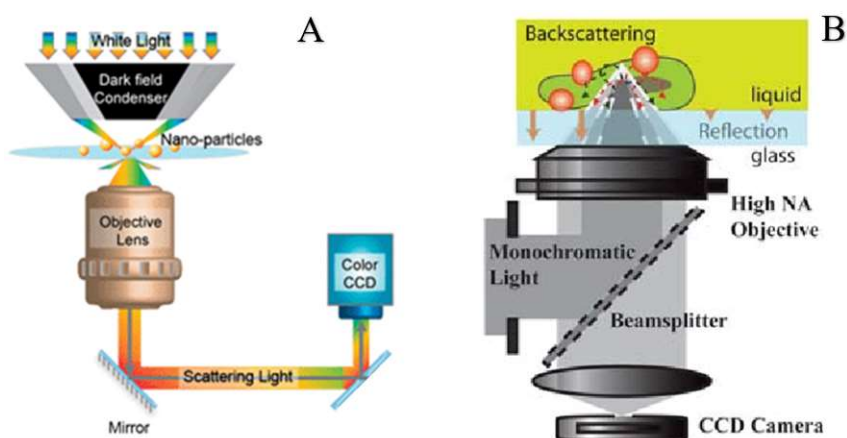 A
White Light
Dark field
Condenser
Nano-particles
Objective
Lens
Color
CCD
Scattering Light
Mirror
B
Backscattering
liquid
Reflection
glass
High NA
Objective
Monochromatic
Light
Beamsplitter
CCD Camera